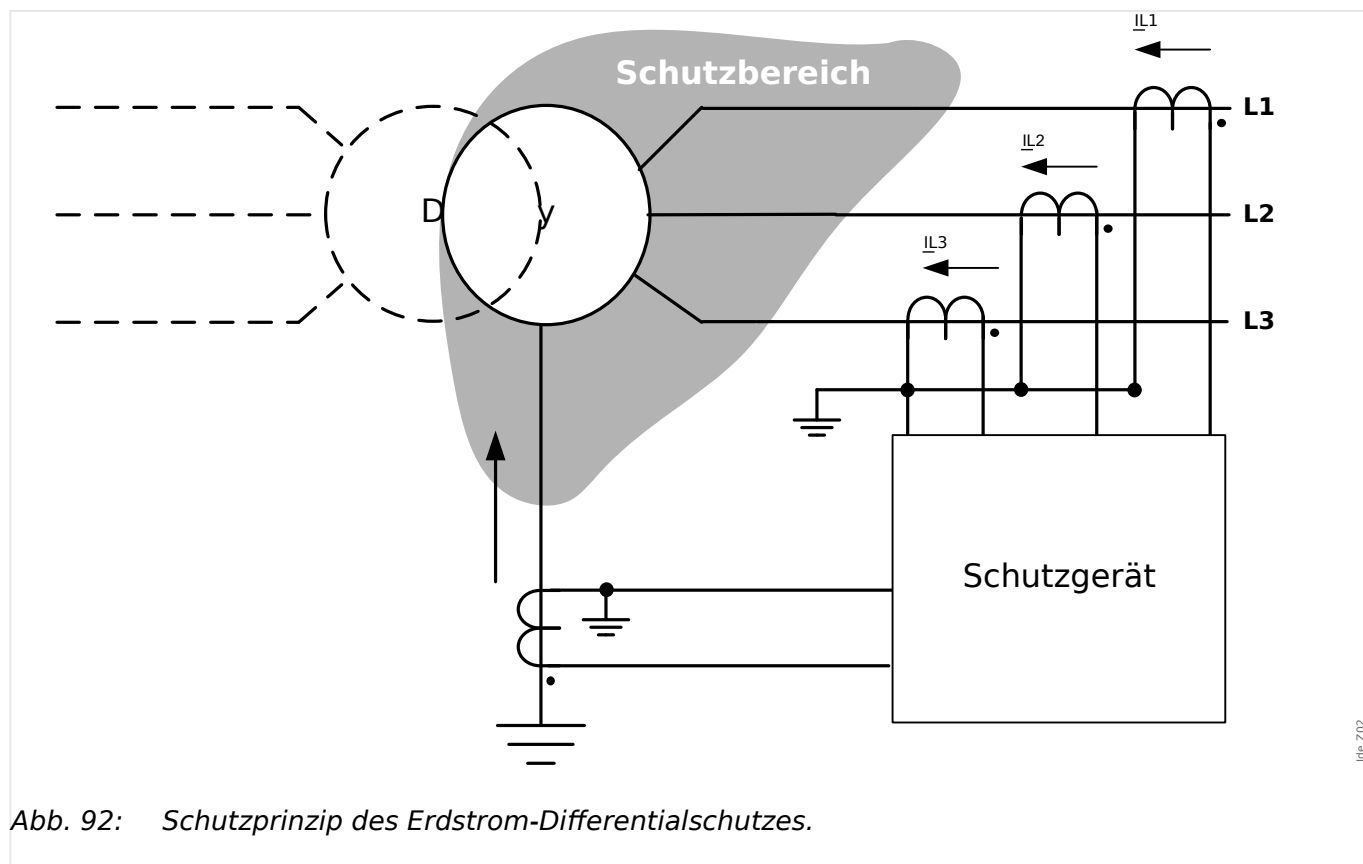 IL1
Schutzbereich
L1
IL2
D
y
L2
IL3
L3
Schutzgerät
Abb. 92: Schutzprinzip des Erdstrom-Differentialschutzes.